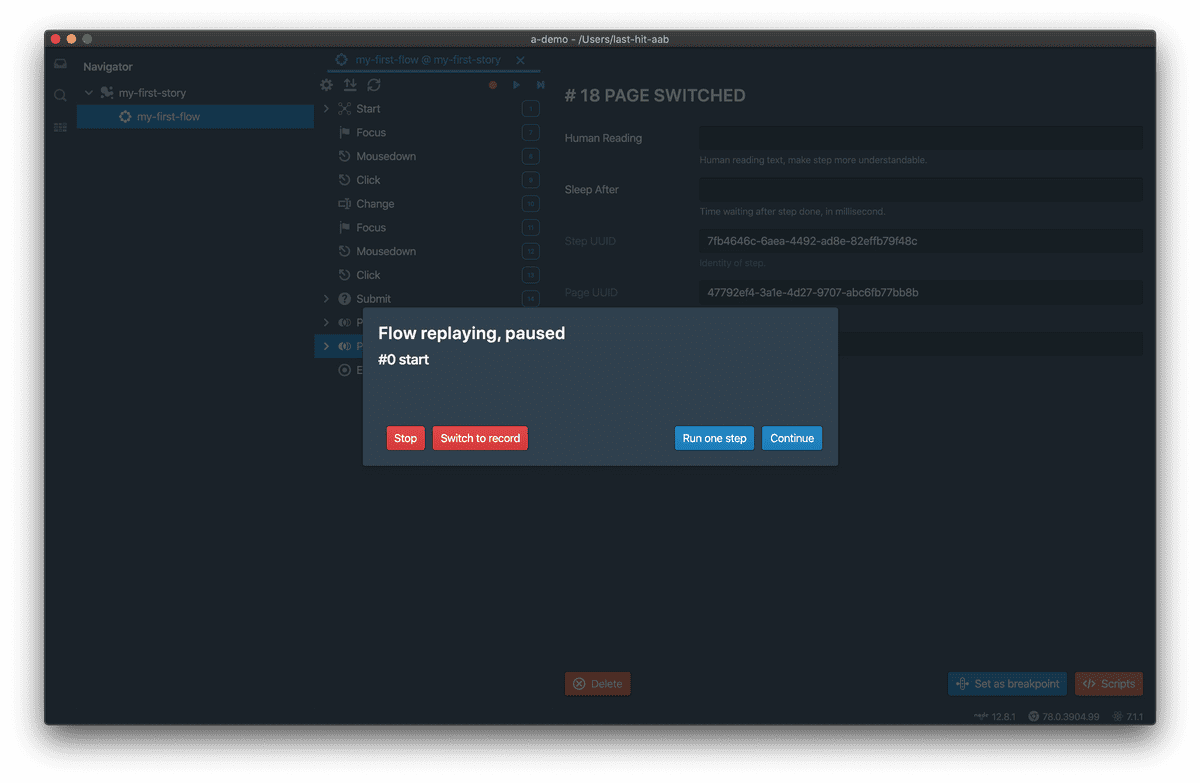 a-demo - /Users/last-hit-aab
Navigator
my-first-story
my-first-flow
my-first-flow @ my-first-story
Start
Focus
Mousedown
Click
Change
Focus
Mousedown
Click
Submit
P
P
E
# 18 PAGE SWITCHED
Human Reading
Human reading text, make step more understandable.
Sleep After
Time waiting after step done, in millisecond.
Step UUID
7fb4646c-6aea-4492-ad8e-82effb79f48c
Identity of step.
Page UUID
47792ef4-3a1e-4d27-9707-abc6fb77bb8b
Flow replaying, paused
#0 start
Stop
Switch to record
Run one step
Continue
Delete
Set as breakpoint
Scripts
12.8.1
78.0.3904.99
7.1.1